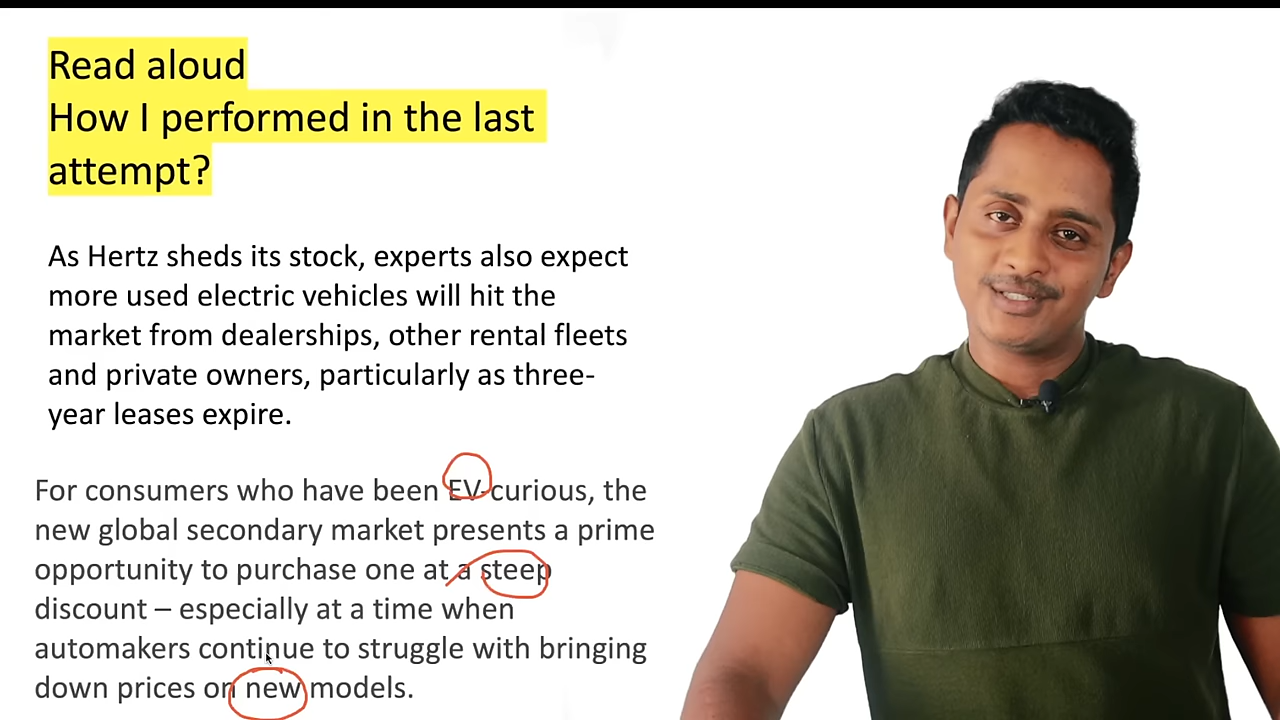 Read aloud
How I performed in the last
attempt?
As Hertz sheds its stock, experts also expect
more used electric vehicles will hit the
market from dealerships, other rental fleets
and private owners, particularly as three-
year leases expire.
For consumers who have been EV-curious, the
new global secondary market presents a prime
opportunity to purchase one at a steep
discount – especially at a time when
automakers continue to struggle with bringing
down prices on new models.